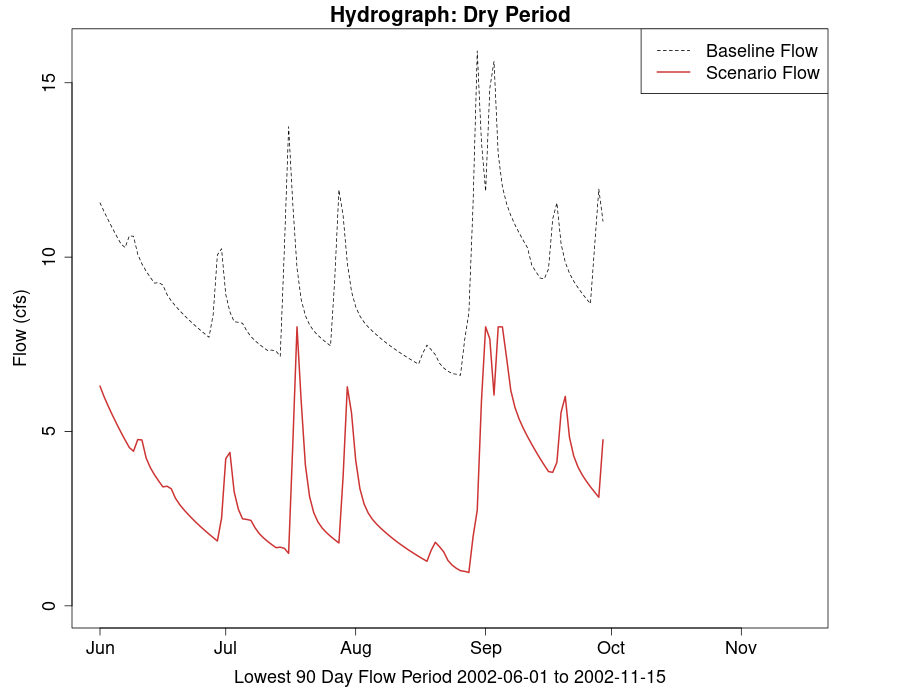 Hydrograph: Dry Period
Baseline Flow
Scenario Flow
15
10
5
0
Flow (cfs)
Jun Jul Aug Sep Oct Nov
Lowest 90 Day Flow Period 2002-06-01 to 2002-11-15